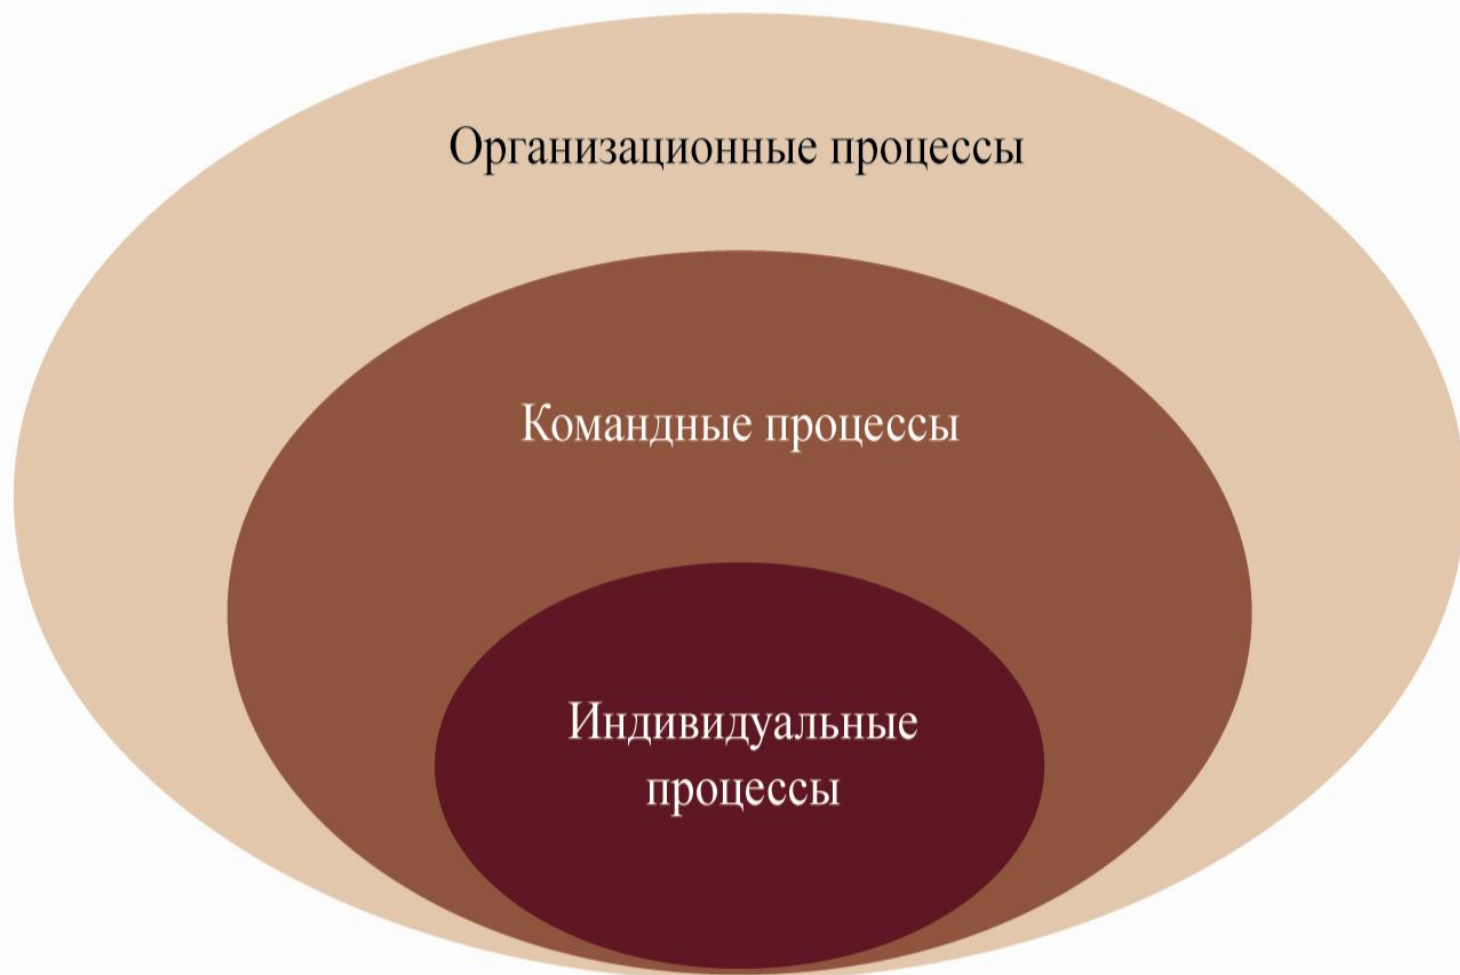 Организационные процессы
Командные процессы
Индивидуальные
процессы